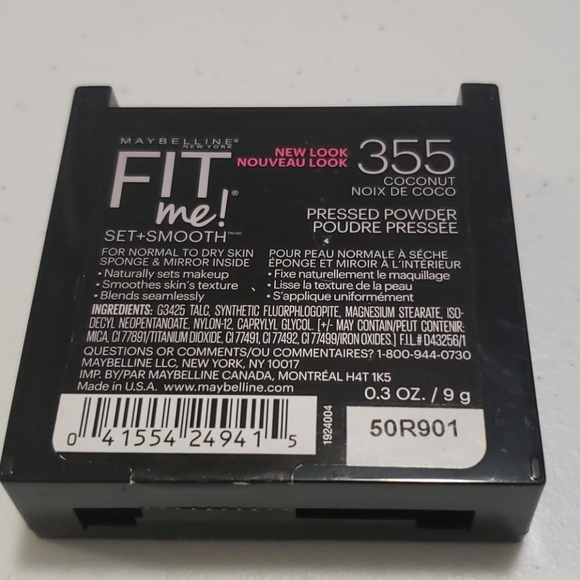 MAYBELLINE®
NEW YORK
FIT
me!®
SET+SMOOTH™/MC
NEW LOOK
NOUVEAU LOOK
355
COCONUT
NOIX DE COCO
PRESSED POWDER
POUDRE PRESSÉE
FOR NORMAL TO DRY SKIN
SPONGE & MIRROR INSIDE
• Naturally sets makeup
• Smoothes skin's texture
• Blends seamlessly
POUR PEAU NORMALE À SÈCHE
ÉPONGE ET MIROIR À L'INTÉRIEUR
• Fixe naturellement le maquillage
• Lisse la texture de la peau
• S'applique uniformément
INGREDIENTS: G3425 TALC, SYNTHETIC FLUORPHLOGOPITE, MAGNESIUM STEARATE, ISO-
DECYL NEOPENTANOATE, NYLON-12, CAPRYLYL GLYCOL. [+/- MAY CONTAIN/PEUT CONTENIR:
MICA, CI 77891/TITANIUM DIOXIDE, CI 77491, CI 77492, CI 77499/IRON OXIDES.] F.I.L.# D43256/1
QUESTIONS OR COMMENTS/OU COMMENTAIRES? 1-800-944-0730
MAYBELLINE LLC, NEW YORK, NY 10017
IMP. BY/PAR MAYBELLINE CANADA, MONTRÉAL H4T 1K5
Made in U.S.A. www.maybelline.com
0.3 OZ. / 9 g
0 41554 24941 5
1924004
50R901